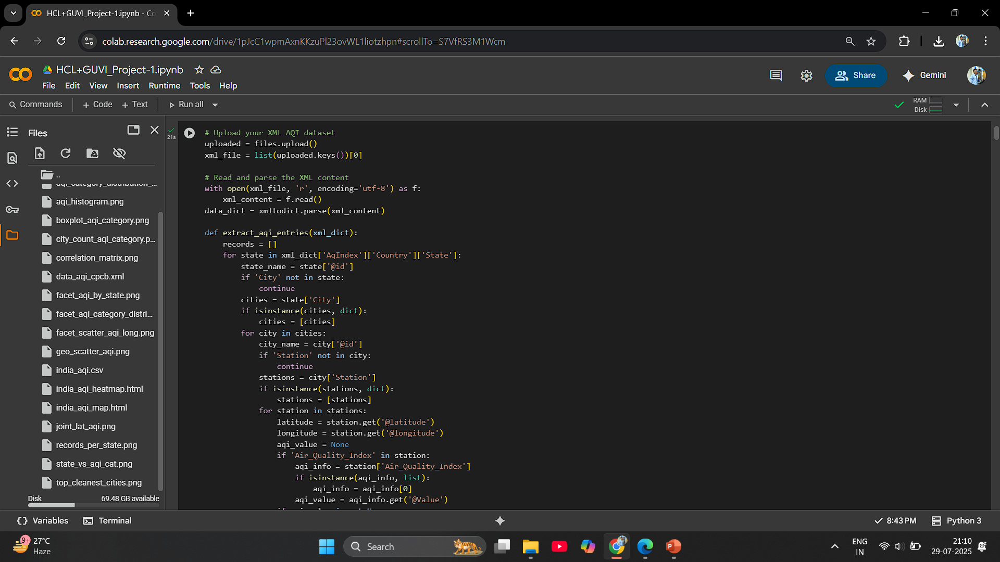 HCL+GUVI_Project-1.ipynb - Co
colab.research.google.com/drive/1pJcC1wpmAxnKKzuPl23ovWL1liotzhpn#scrollTo=S7VfRS3M1Wcm
HCL+GUVI_Project-1.ipynb
File Edit View Insert Runtime Tools Help
Share
Gemini
Commands
+ Code + Text
Run all
RAM
Disk
Files
..
aqi_histogram.png
boxplot_aqi_category.png
city_count_aqi_category.p...
correlation_matrix.png
data_aqi_cpcb.xml
facet_aqi_by_state.png
facet_aqi_category_distri...
facet_scatter_aqi_long.png
geo_scatter_aqi.png
india_aqi.csv
india_aqi_heatmap.html
india_aqi_map.html
joint_lat_aqi.png
records_per_state.png
state_vs_aqi_cat.png
top_cleanest_cities.png
Disk 69.48 GB available
21s
# Upload your XML AQI dataset
uploaded = files.upload()
xml_file = list(uploaded.keys())[0]
# Read and parse the XML content
with open(xml_file, 'r', encoding='utf-8') as f:
xml_content = f.read()
data_dict = xmltodict.parse(xml_content)
def extract_aqi_entries(xml_dict):
records = []
for state in xml_dict['AqIndex']['Country']['State']:
state_name = state['@id']
if 'City' not in state:
continue
cities = state['City']
if isinstance(cities, dict):
cities = [cities]
for city in cities:
city_name = city['@id']
if 'Station' not in city:
continue
stations = city['Station']
if isinstance(stations, dict):
stations = [stations]
for station in stations:
latitude = station.get('@latitude')
longitude = station.get('@longitude')
aqi_value = None
if 'Air_Quality_Index' in station:
aqi_info = station['Air_Quality_Index']
if isinstance(aqi_info, list):
aqi_info = aqi_info[0]
aqi_value = aqi_info.get('@Value')
Variables
Terminal
8:43 PM
Python 3
9+
27°C
Haze
Search
ENG
IN
21:10
29-07-2025